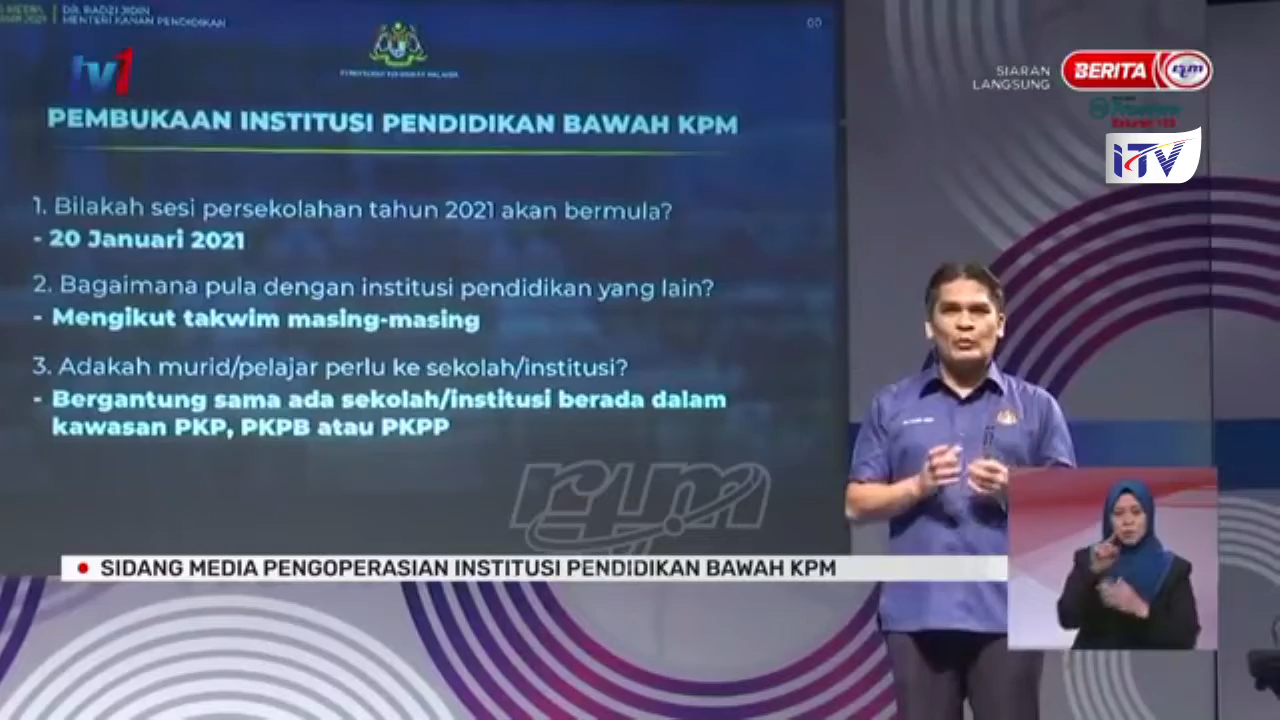 DR. RADZI JIDIN
MENTERI KANAN PENDIDIKAN
00
tv1
SIARAN
LANGSUNG
BERITA
rtm
iTV
PEMBUKAAN INSTITUSI PENDIDIKAN BAWAH KPM
1. Bilakah sesi persekolahan tahun 2021 akan bermula?
- 20 Januari 2021
2. Bagaimana pula dengan institusi pendidikan yang lain?
- Mengikut takwim masing-masing
3. Adakah murid/pelajar perlu ke sekolah/institusi?
- Bergantung sama ada sekolah/institusi berada dalam
kawasan PKP, PKPB atau PKPP
rtm
SIDANG MEDIA PENGOPERASIAN INSTITUSI PENDIDIKAN BAWAH KPM